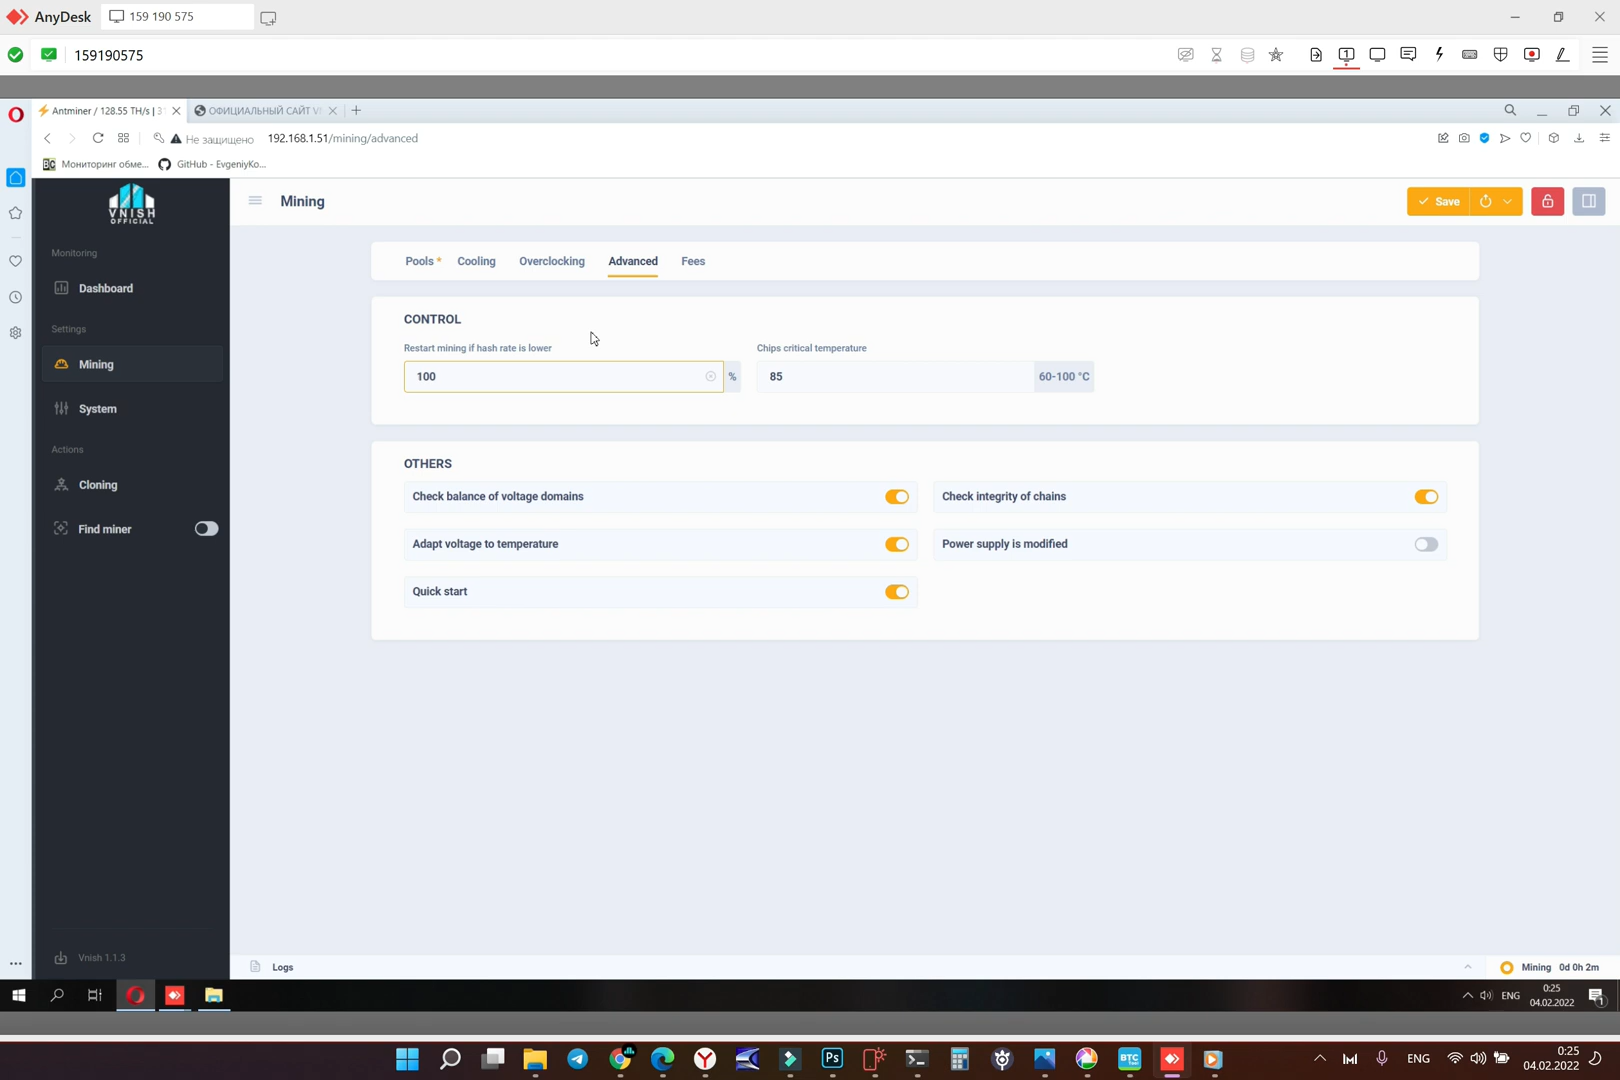 AnyDesk
159 190 575
159190575
Antminer / 128.55 TH/s | 3
ОФИЦИАЛЬНЫЙ САЙТ V
Не защищено
192.168.1.51/mining/advanced
Мониторинг обме...
GitHub - EvgeniyKo...
VNISH
OFFICIAL
Mining
Save
Monitoring
Dashboard
Settings
Mining
System
Actions
Cloning
Find miner
Vnish 1.1.3
Pools *
Cooling
Overclocking
Advanced
Fees
CONTROL
Restart mining if hash rate is lower
100
%
Chips critical temperature
85
60-100 °C
OTHERS
Check balance of voltage domains
Check integrity of chains
Adapt voltage to temperature
Power supply is modified
Quick start
Logs
Mining 0d 0h 2m
ENG
0:25
04.02.2022
1
Ps
BTC
ENG
0:25
04.02.2022